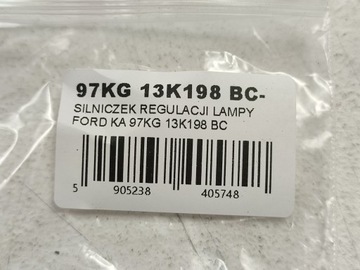 97KG 13K198 BC-
SILNICZEK REGULACJI LAMPY
FORD KA 97KG 13K198 BC
5 905238 405748